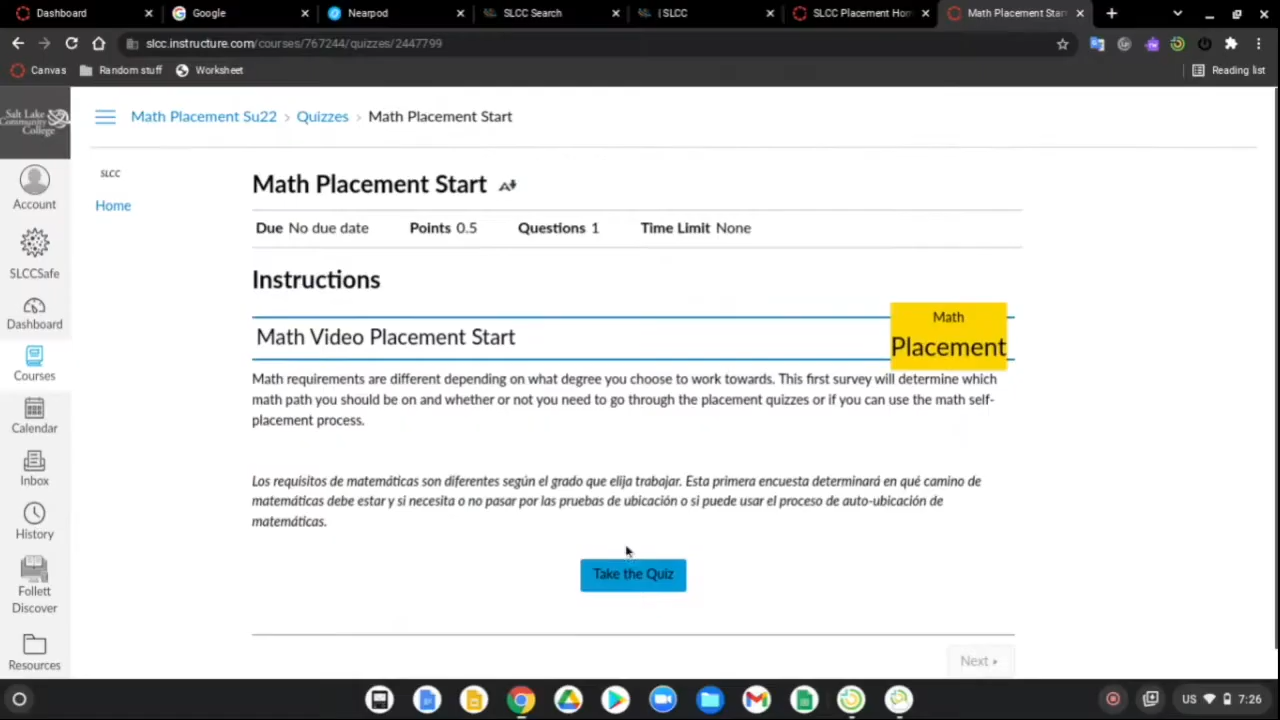 Dashboard
Google
Nearpod
SLCC Search
| SLCC
SLCC Placement Hom
Math Placement Start
slcc.instructure.com/courses/767244/quizzes/2447799
Canvas
Random stuff
Worksheet
Reading list
Salt Lake
Community
College
Math Placement Su22 › Quizzes › Math Placement Start
SLCC
Home
Account
SLCCSafe
Dashboard
Courses
Calendar
Inbox
History
Follett
Discover
Resources
Math Placement Start
Due No due date Points 0.5 Questions 1 Time Limit None
Instructions
Math Video Placement Start
Math
Placement
Math requirements are different depending on what degree you choose to work towards. This first survey will determine which
math path you should be on and whether or not you need to go through the placement quizzes or if you can use the math self-
placement process.
Los requisitos de matemáticas son diferentes según el grado que elija trabajar. Esta primera encuesta determinará en qué camino de
matemáticas debe estar y si necesita o no pasar por las pruebas de ubicación o si puede usar el proceso de auto-ubicación de
matemáticas.
Take the Quiz
Next ▸
US 7:26